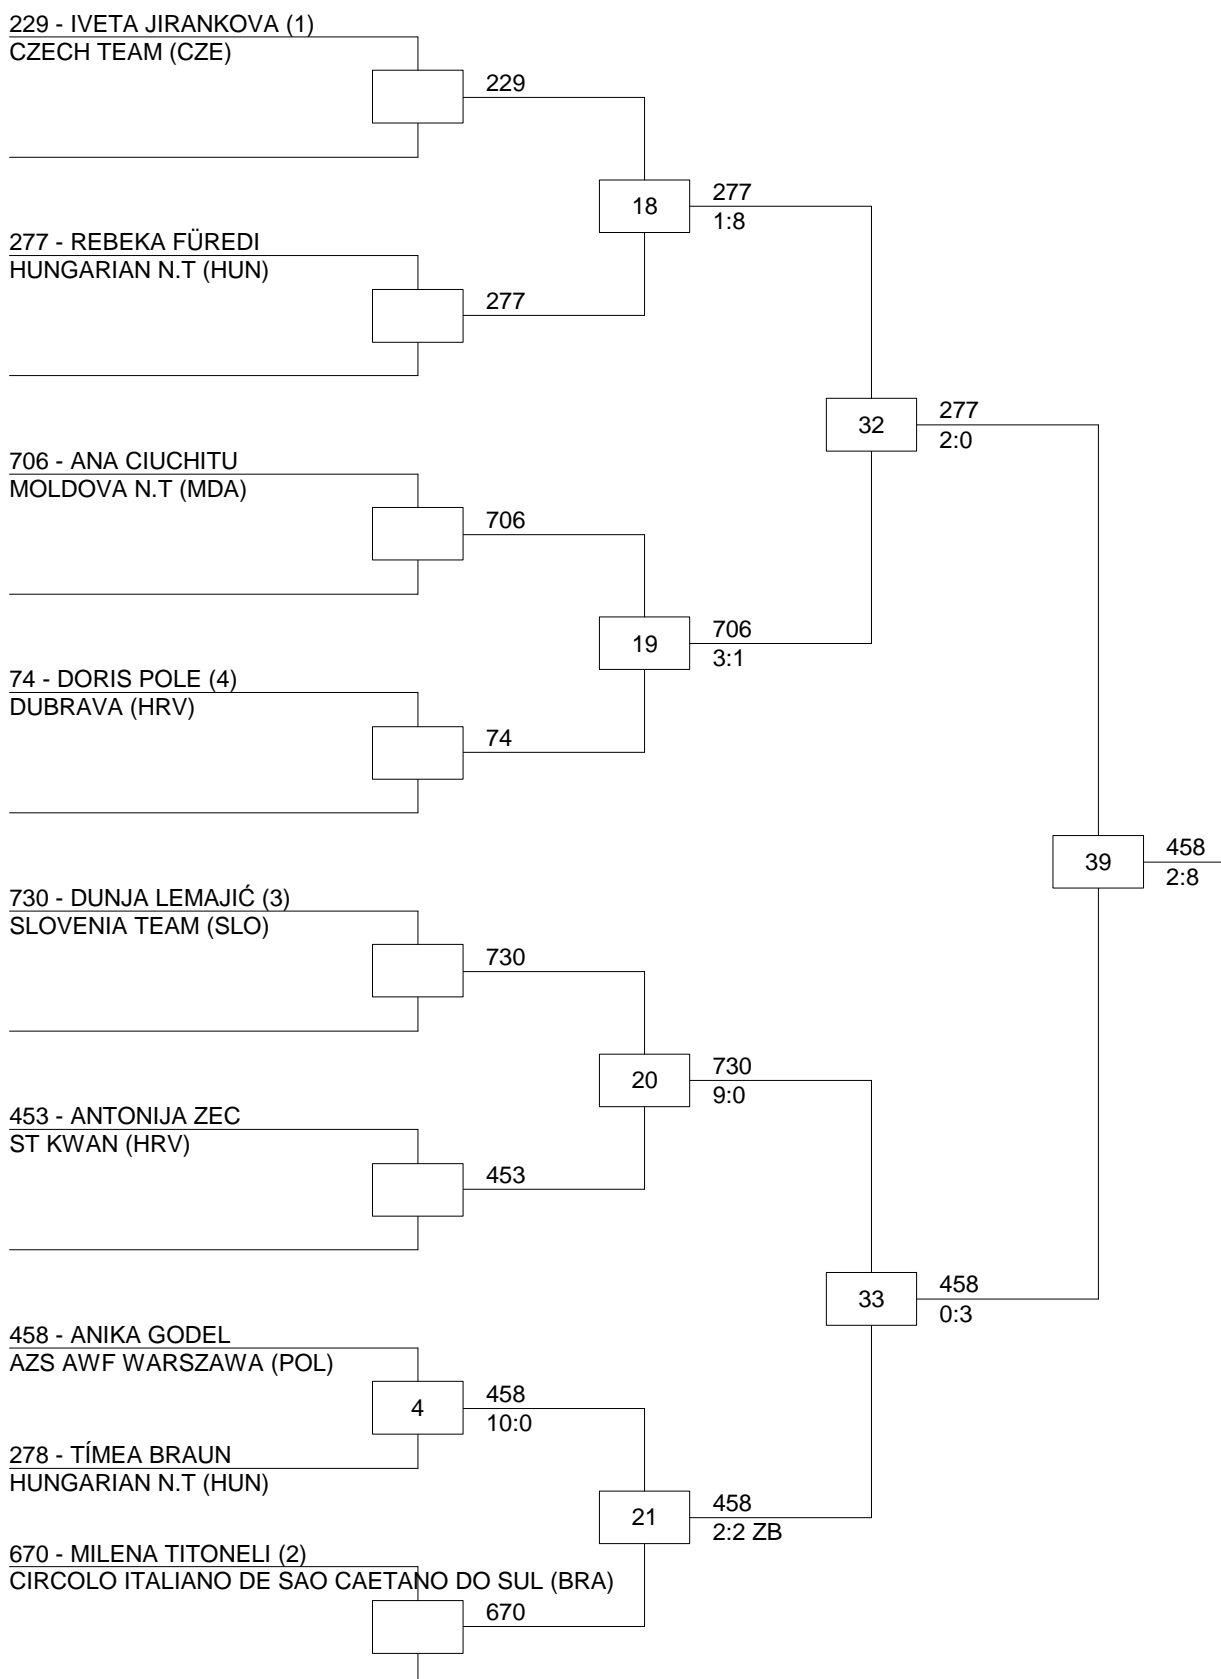 229 - IVETA JIRANKOVA (1)
CZECH TEAM (CZE)
229
18
277
1:8
277 - REBEKA FÜREDI
HUNGARIAN N.T (HUN)
277
32
277
2:0
706 - ANA CIUCHITU
MOLDOVA N.T (MDA)
706
19
706
3:1
74 - DORIS POLE (4)
DUBRAVA (HRV)
74
39
458
2:8
730 - DUNJA LEMAJIĆ (3)
SLOVENIA TEAM (SLO)
730
20
730
9:0
453 - ANTONIJA ZEC
ST KWAN (HRV)
453
33
458
0:3
458 - ANIKA GODEL
AZS AWF WARSZAWA (POL)
4
458
10:0
278 - TÍMEA BRAUN
HUNGARIAN N.T (HUN)
21
458
2:2 ZB
670 - MILENA TITONELI (2)
CIRCOLO ITALIANO DE SAO CAETANO DO SUL (BRA)
670